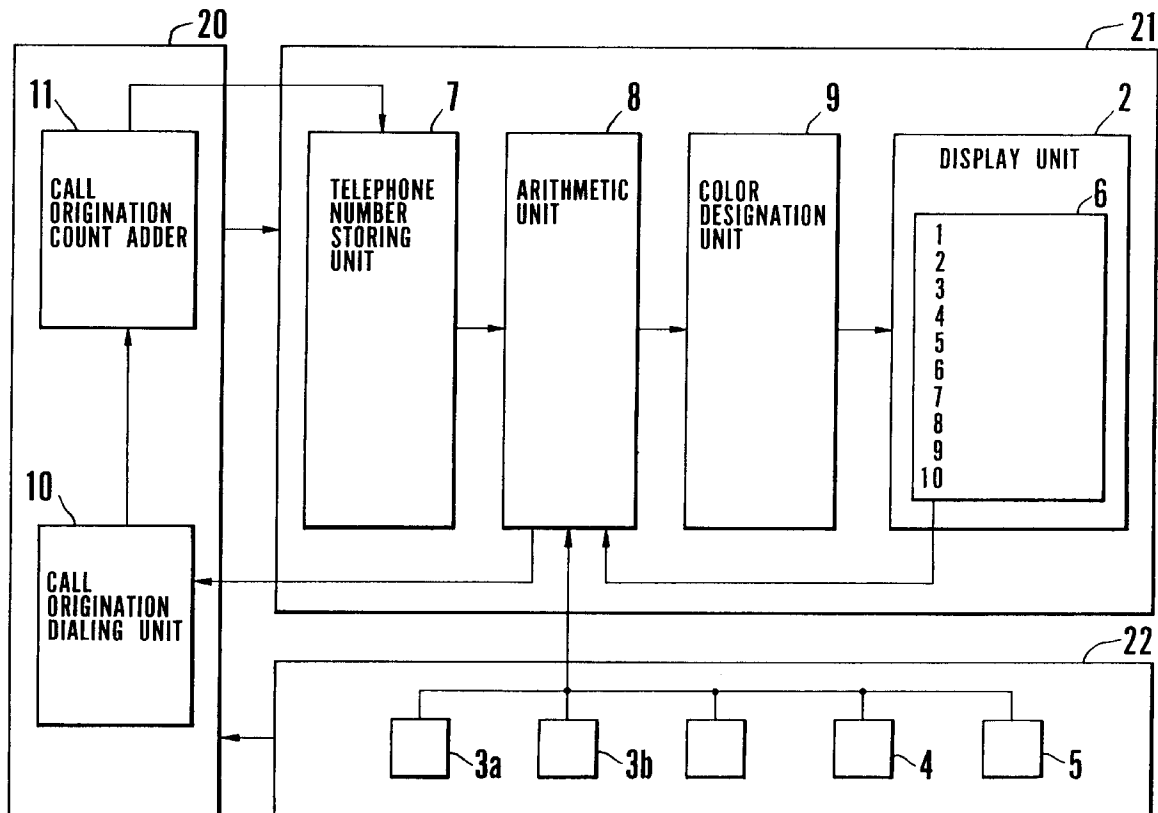 20
21
11
7
8
9
2
CALL
ORIGINATION
COUNT ADDER
TELEPHONE
NUMBER
STORING
UNIT
ARITHMETIC
UNIT
COLOR
DESIGNATION
UNIT
DISPLAY UNIT
6
1
2
3
4
5
6
7
8
9
10
10
CALL
ORIGINATION
DIALING UNIT
22
3a
3b
4
5